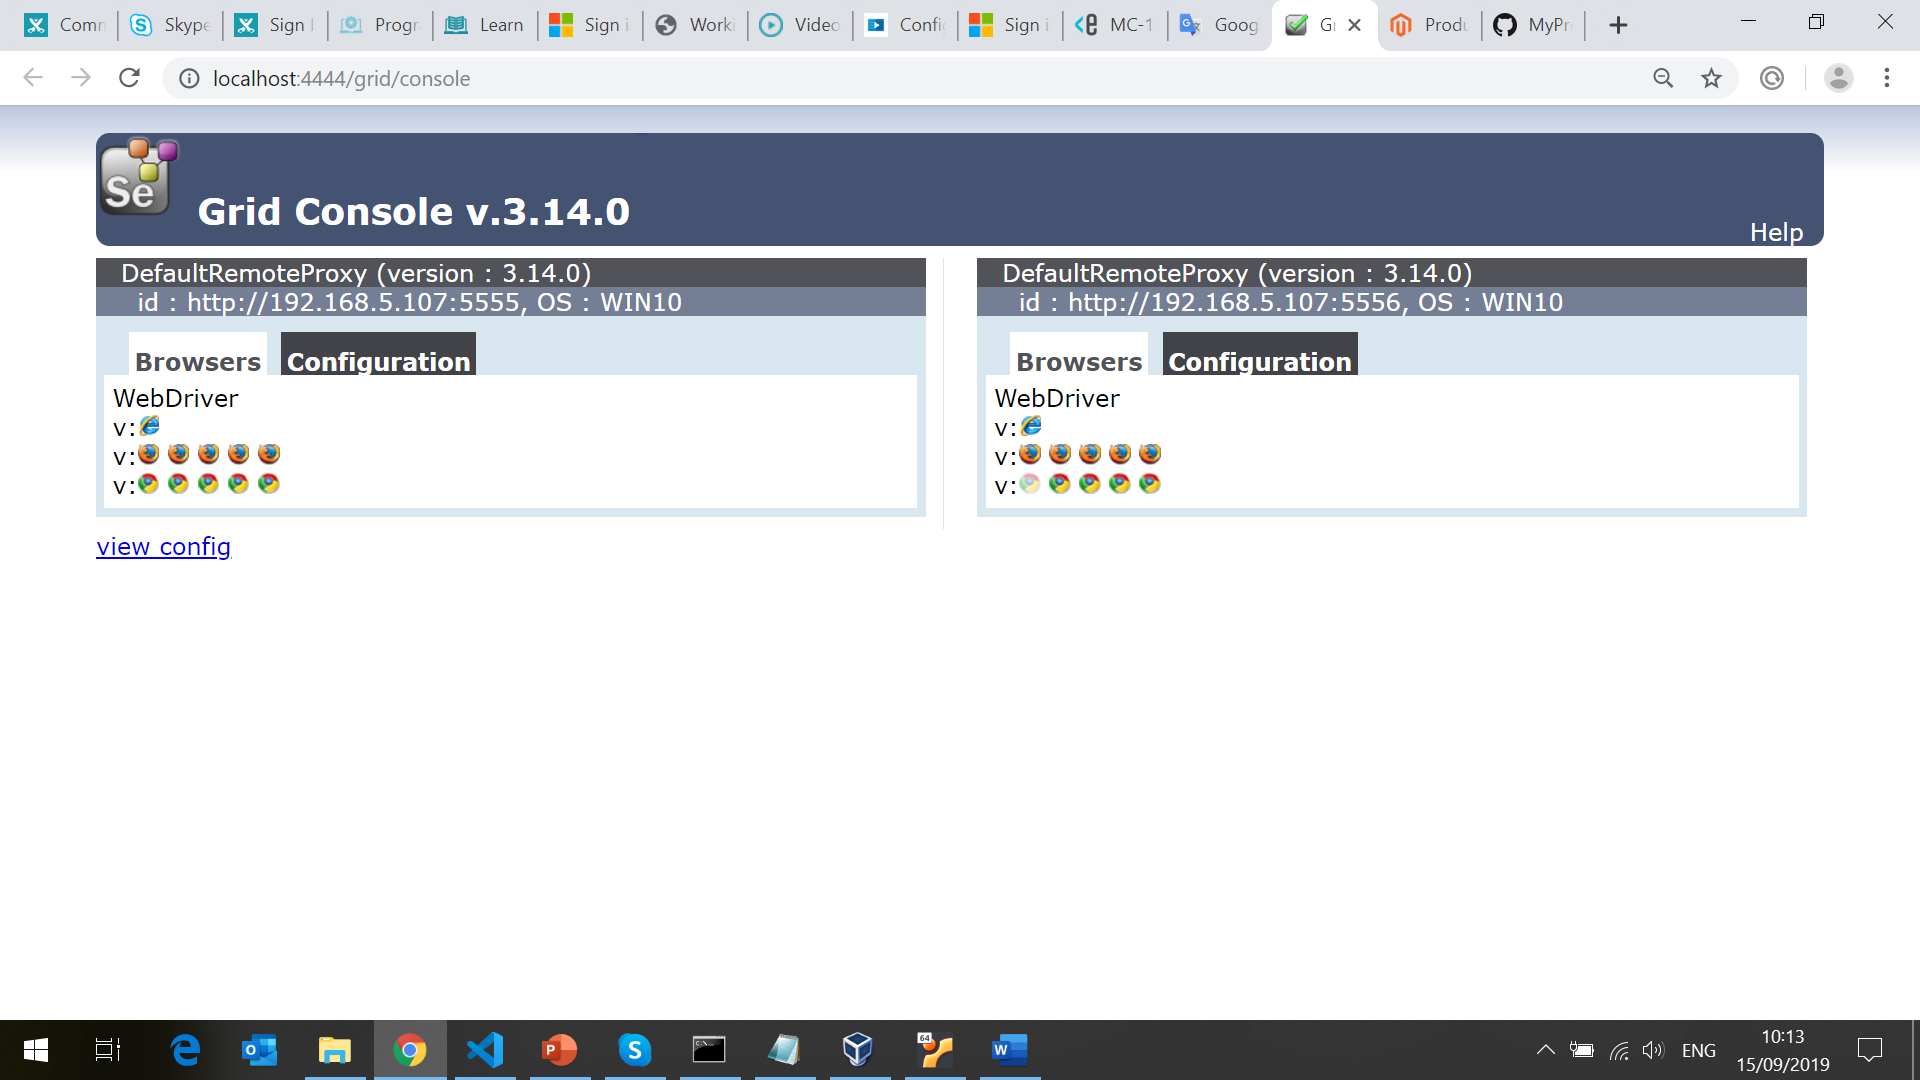 Comm
Skype
Sign I
Progr
Learn
Sign i
Worki
Video
Config
Sign i
MC-1
Goog
Gr
Produ
MyPro
localhost:4444/grid/console
Se
Grid Console v.3.14.0
Help
DefaultRemoteProxy (version : 3.14.0)
id : http://192.168.5.107:5555, OS : WIN10
Browsers Configuration
WebDriver
v:
v:
v:
DefaultRemoteProxy (version : 3.14.0)
id : http://192.168.5.107:5556, OS : WIN10
Browsers Configuration
WebDriver
v:
v:
v:
view config
ENG
10:13
15/09/2019